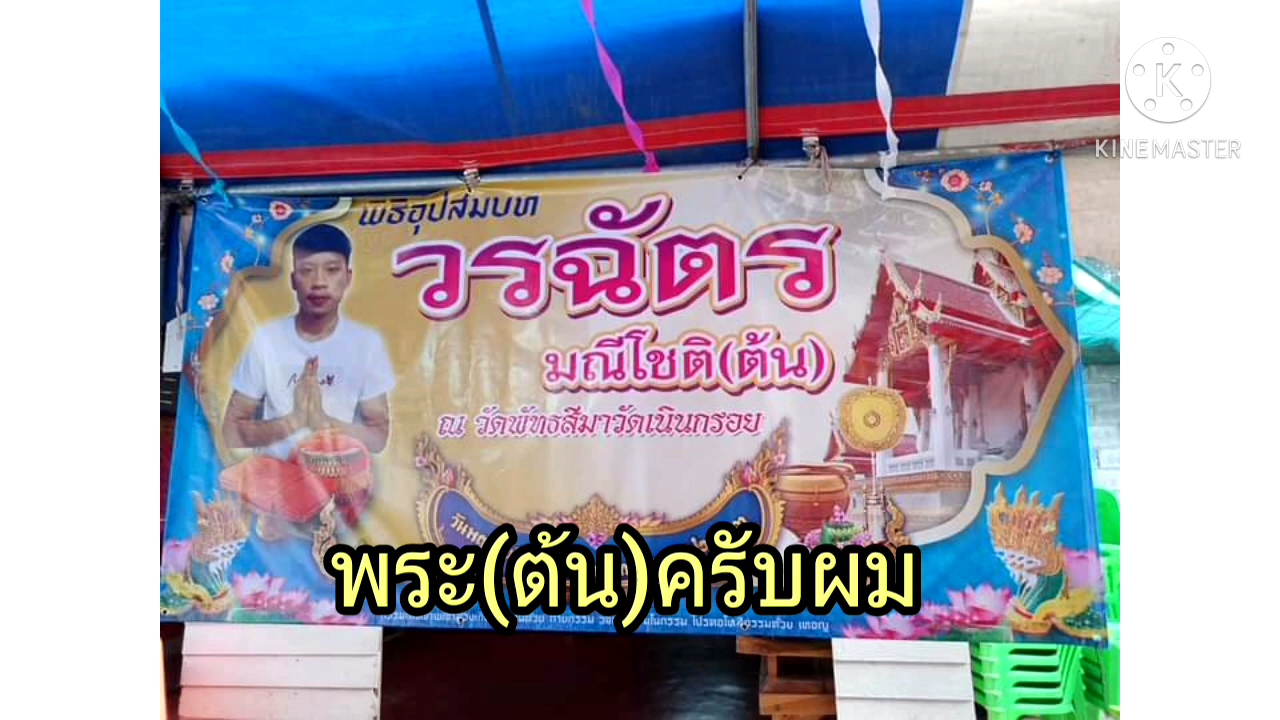 พิธีอุปสมบท
วรฉัตร
มณีโชติ(ต้น)
ณ วัดพัทธสีมาวัดเนินกรอย
พระ(ต้น)ครับผม
K
KINEMASTER